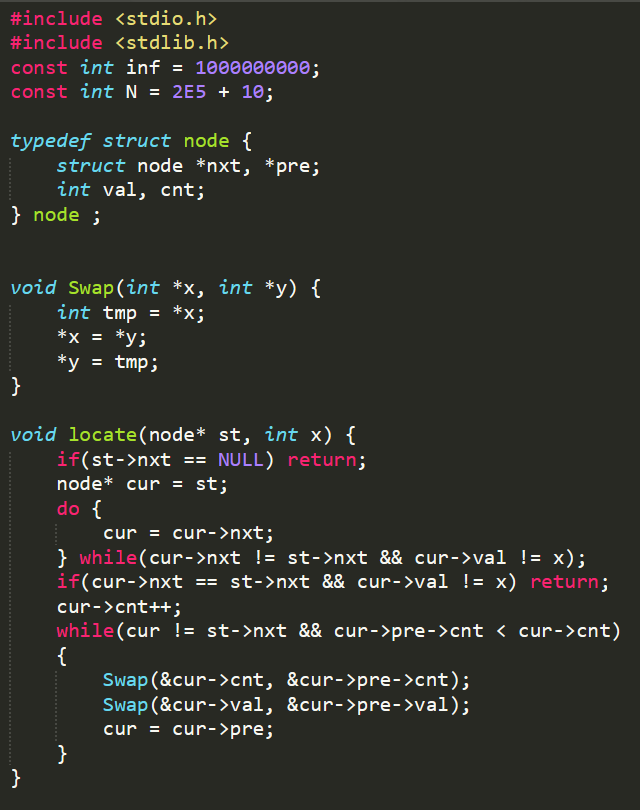 #include <stdio.h>
#include <stdlib.h>
const int inf = 1000000000;
const int N = 2E5 + 10;
typedef struct node {
    struct node *nxt, *pre;
    int val, cnt;
} node ;
void Swap(int *x, int *y) {
    int tmp = *x;
    *x = *y;
    *y = tmp;
}
void locate(node* st, int x) {
    if(st->nxt == NULL) return;
    node* cur = st;
    do {
        cur = cur->nxt;
    } while(cur->nxt != st->nxt && cur->val != x);
    if(cur->nxt == st->nxt && cur->val != x) return;
    cur->cnt++;
    while(cur != st->nxt && cur->pre->cnt < cur->cnt)
    {
        Swap(&cur->cnt, &cur->pre->cnt);
        Swap(&cur->val, &cur->pre->val);
        cur = cur->pre;
    }
}